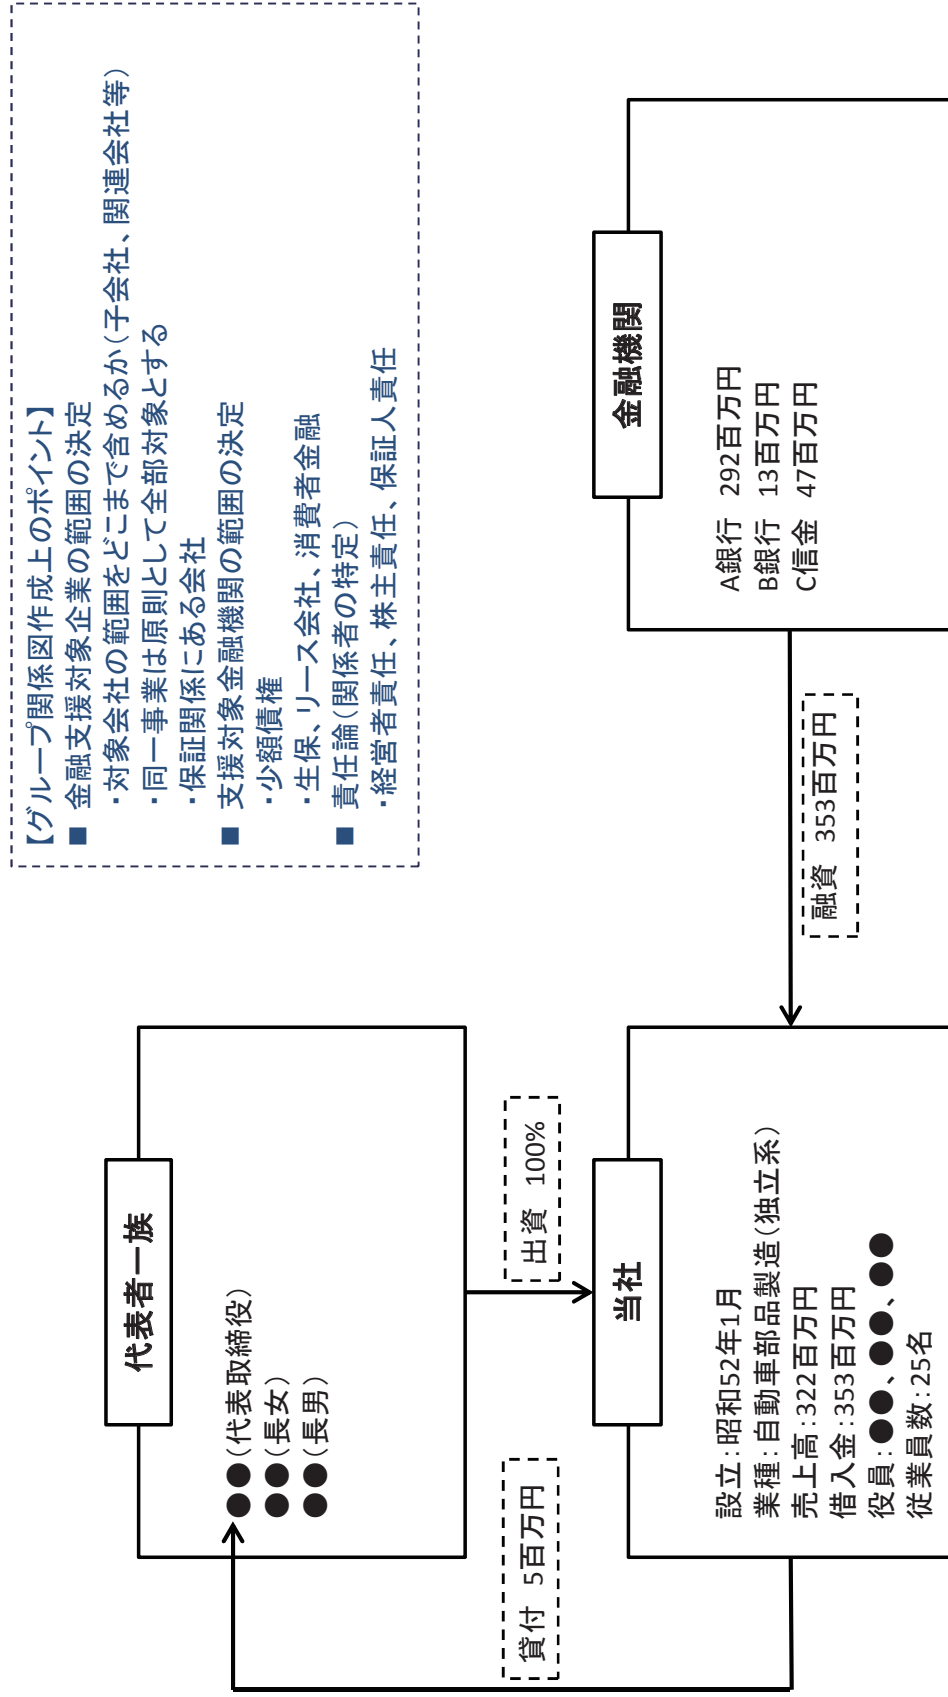 【グループ関係図作成上のポイント】
■ 金融支援対象企業の範囲の決定
・対象会社の範囲をどこまで含めるか（子会社、関連会社等）
・同一事業は原則として全部対象とする
・保証関係にある会社
■ 支援対象金融機関の範囲の決定
・少額債権
・生保、リース会社、消費者金融
■ 責任論（関係者の特定）
・経営者責任、株主責任、保証人責任
代表者一族
●●（代表取締役）
●●（長女）
●●（長男）
貸付 5百万円
出資 100%
当社
設立：昭和52年1月
業種：自動車部品製造（独立系）
売上高：322百万円
借入金：353百万円
役員：●●、●●、●●
従業員数：25名
融資 353百万円
金融機関
A銀行 292百万円
B銀行 13百万円
C信金 47百万円